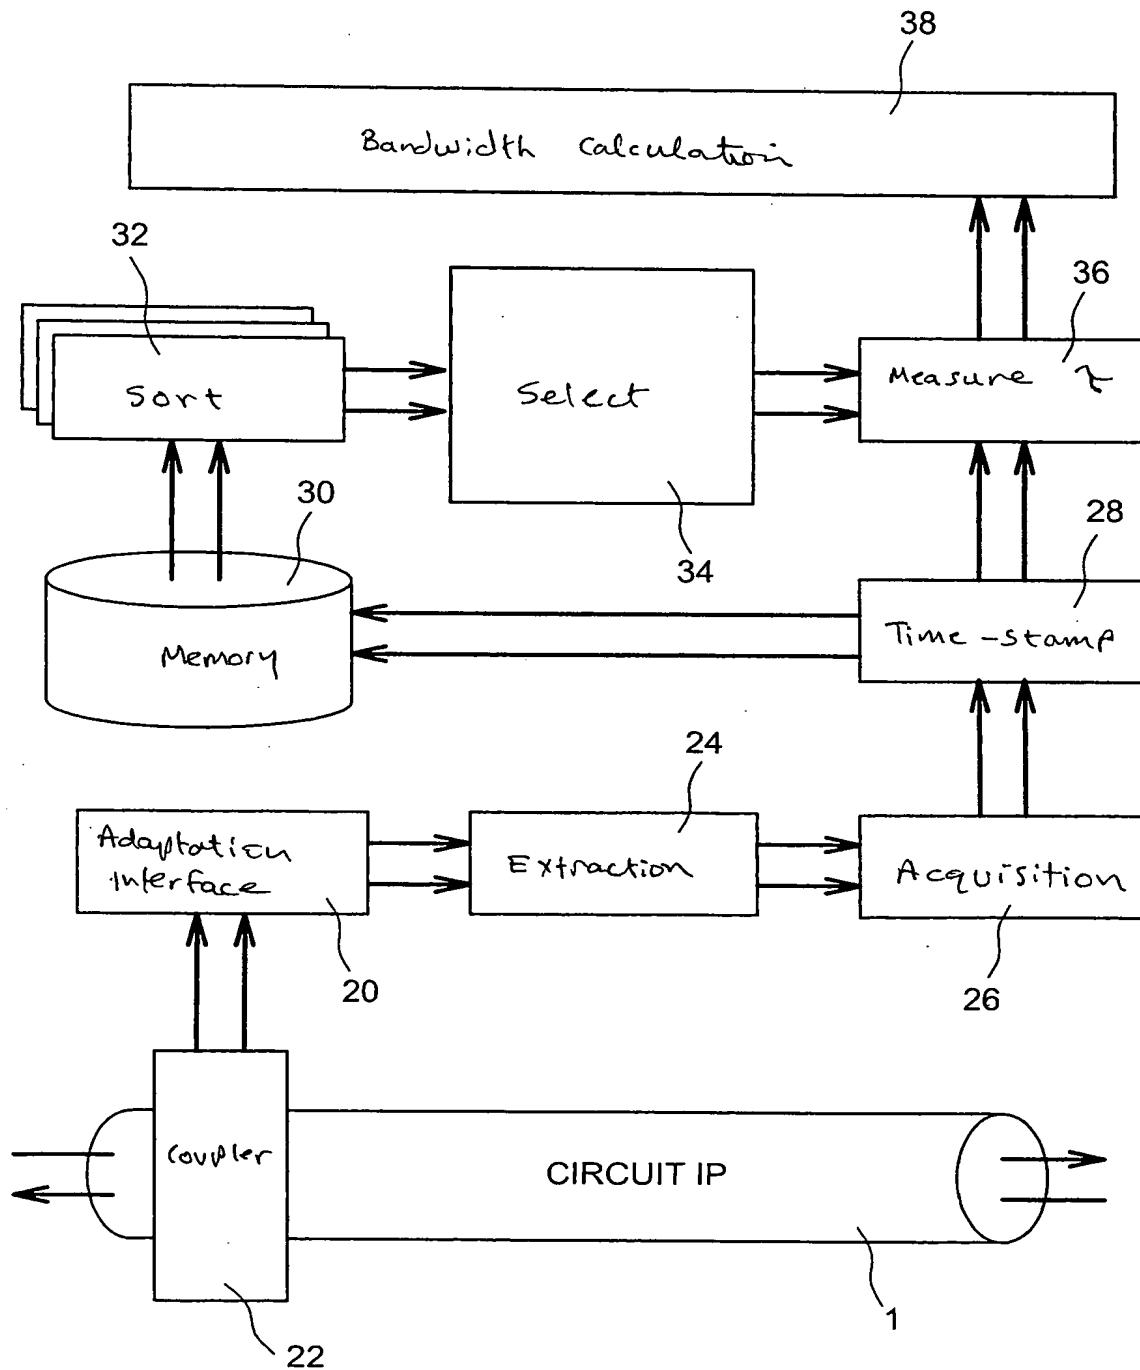 38
Bandwidth Calculation
32
36
Sort
Select
Measure τ
30
34
28
Memory
Time-stamp
24
Adaptation
Interface
Extraction
Acquisition
20
26
Coupler
CIRCUIT IP
1
22